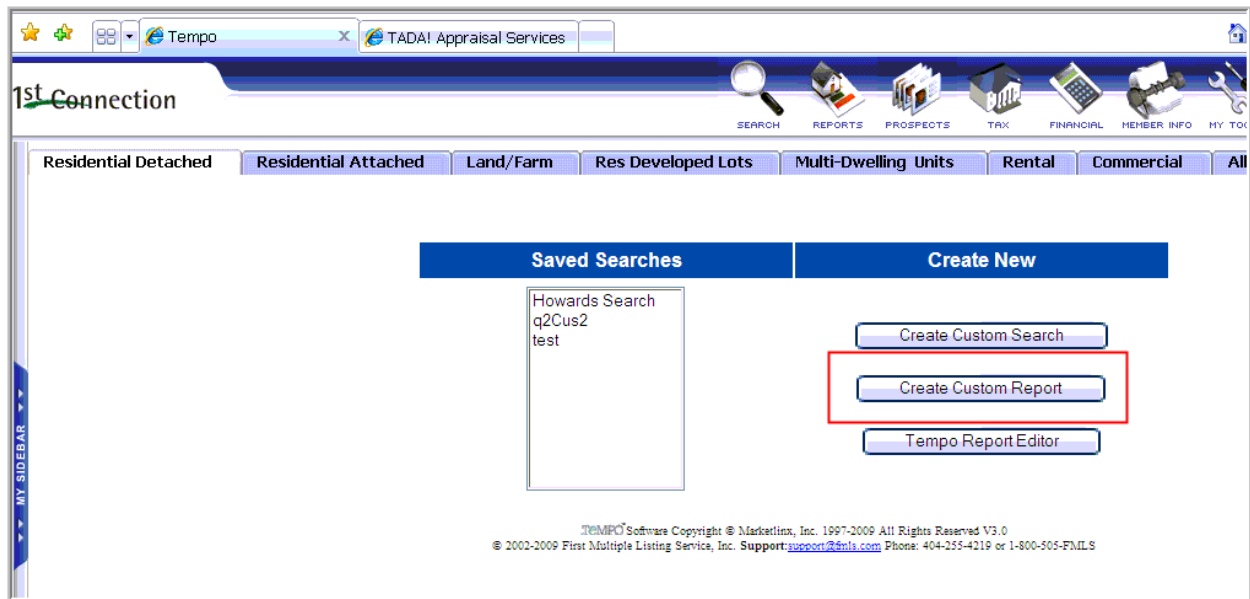 Tempo X TADA! Appraisal Services
1st Connection
SEARCH REPORTS PROSPECTS TAX FINANCIAL MEMBER INFO MY TOO
Residential Detached Residential Attached Land/Farm Res Developed Lots Multi-Dwelling Units Rental Commercial All
Saved Searches Create New
Howards Search
q2Cus2
test
Create Custom Search
Create Custom Report
Tempo Report Editor
MY SIDEBAR
TEMPO Software Copyright © Marketlinx, Inc. 1997-2009 All Rights Reserved V3.0
© 2002-2009 First Multiple Listing Service, Inc. Support:support@fmls.com Phone: 404-255-4219 or 1-800-505-FMLS